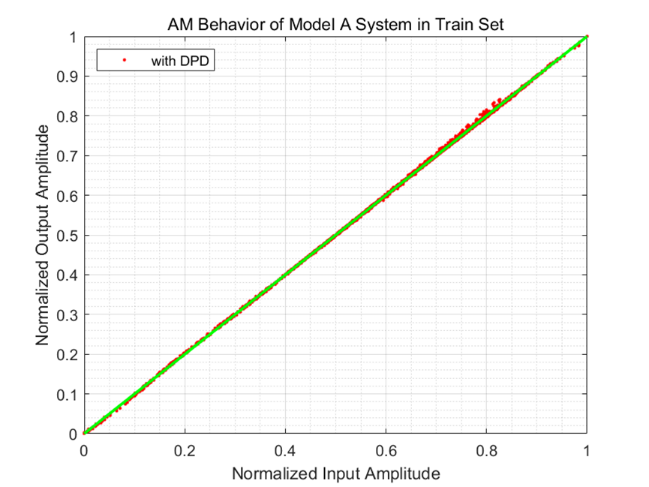 AM Behavior of Model A System in Train Set
with DPD
1
0.9
0.8
0.7
0.6
0.5
0.4
0.3
0.2
0.1
0
Normalized Output Amplitude
0 0.2 0.4 0.6 0.8 1
Normalized Input Amplitude